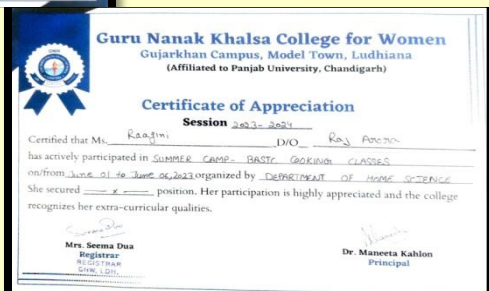 Guru Nanak Khalsa College for Women
Gujarkhan Campus, Model Town, Ludhiana
(Affiliated to Panjab University, Chandigarh)
Certificate of Appreciation
Session 2023-2024
Certified that Ms. Raagini D/O Raj Arora
has actively participated in SUMMER CAMP- BASIC COOKING CLASSES
on/from June 01 to June 06, 2023 organized by DEPARTMENT OF HOME SCIENCE
She secured — x — position. Her participation is highly appreciated and the college
recognizes her extra-curricular qualities.
Mrs. Seema Dua
Registrar
REGISTRAR
GNW, LDH.
Dr. Maneeta Kahlon
Principal